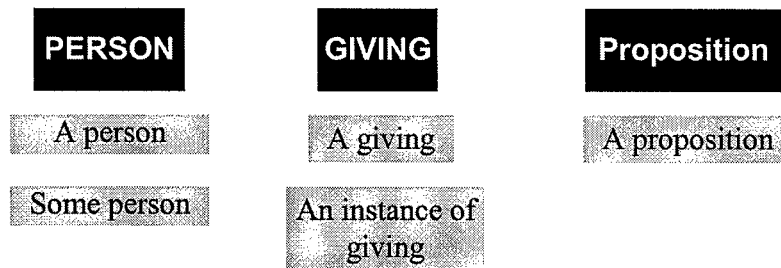 PERSON
GIVING
Proposition
A person
A giving
A proposition
Some person
An instance of
giving